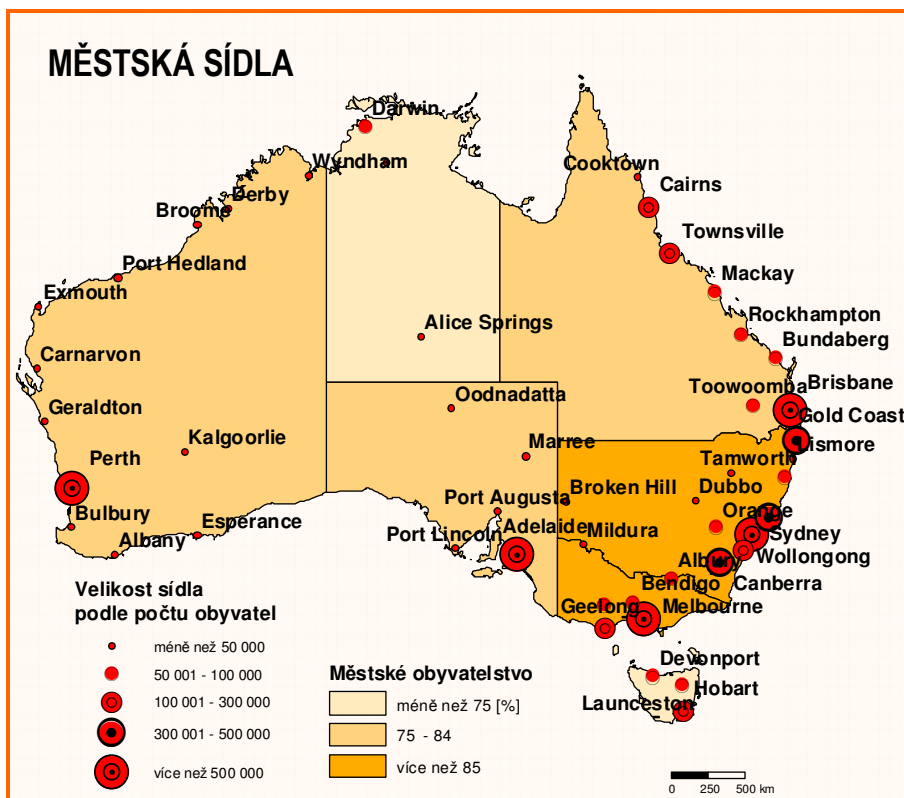 MĚSTSKÁ SÍDLA
Darwin
Wyndham
Cooktown
Derby
Cairns
Broome
Townsville
Port Hedland
Mackay
Exmouth
Rockhampton
Alice Springs
Bundaberg
Carnarvon
Toowoomba
Brisbane
Oodnadatta
Geraldton
Gold Coast
Kalgoorlie
Lismore
Marree
Tamworth
Perth
Broken Hill
Dubbo
Port Augusta
Bulbury
Esperance
Orange
Adelaide
Port Lincoln
Mildura
Sydney
Albany
Albury
Wollongong
Bendigo
Canberra
Geelong
Melbourne
Devonport
Hobart
Launceston
Velikost sídla
podle počtu obyvatel
méně než 50 000
50 001 - 100 000
100 001 - 300 000
300 001 - 500 000
více než 500 000
Městské obyvatelstvo
méně než 75 [%]
75 - 84
více než 85
0 250 500 km